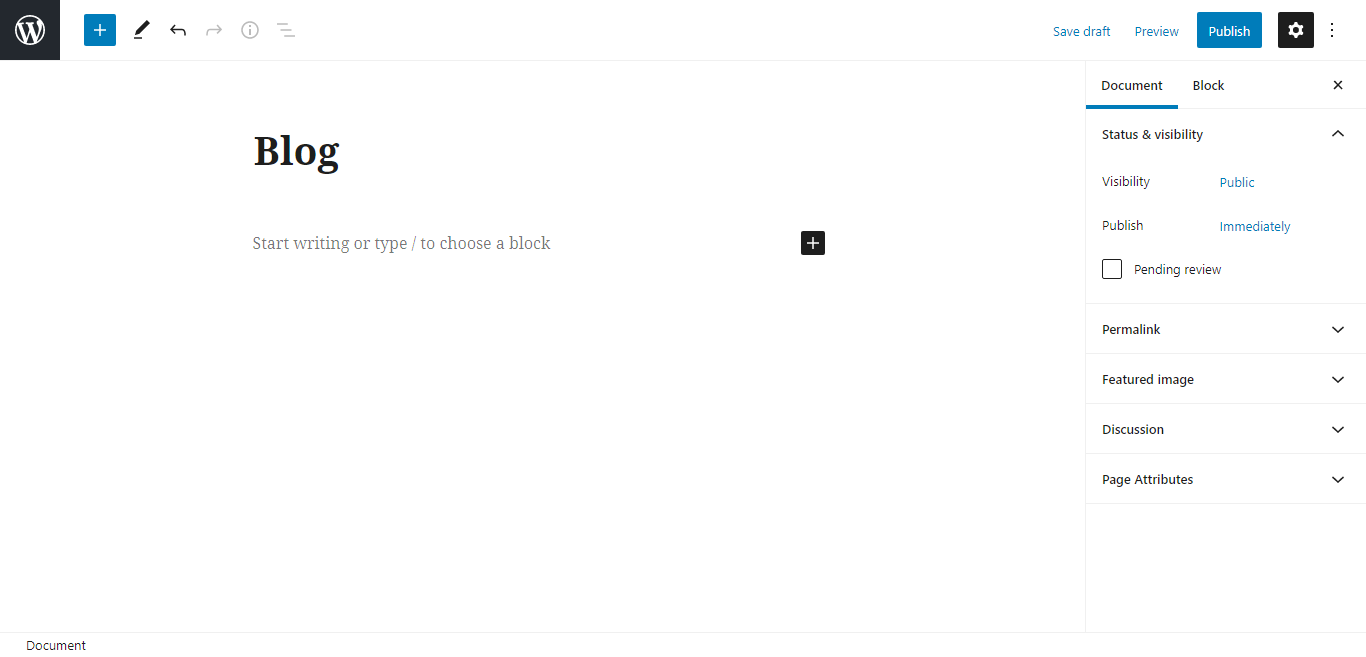 Save draft Preview Publish
Document Block
Blog
Status & visibility
Visibility Public
Publish Immediately
Start writing or type / to choose a block
Pending review
Permalink
Featured image
Discussion
Page Attributes
Document